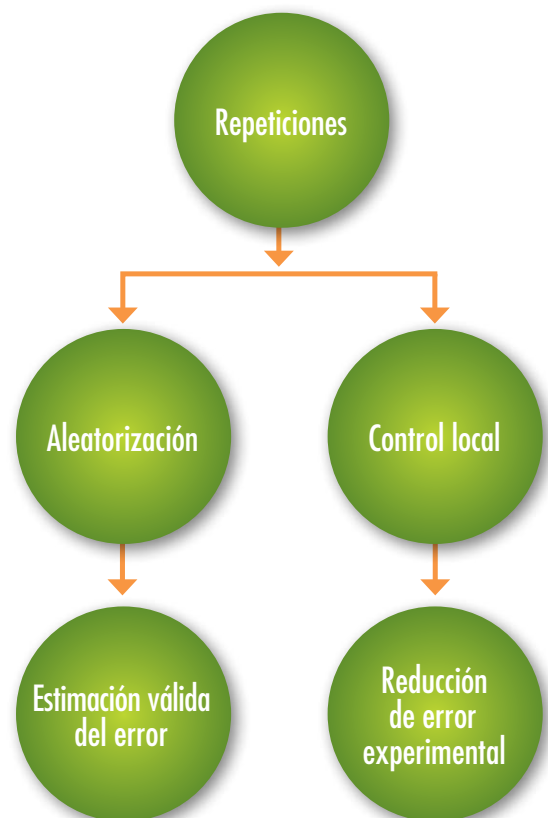 Repeticiones
Aleatorización
Control local
Estimación válida
del error
Reducción
de error
experimental